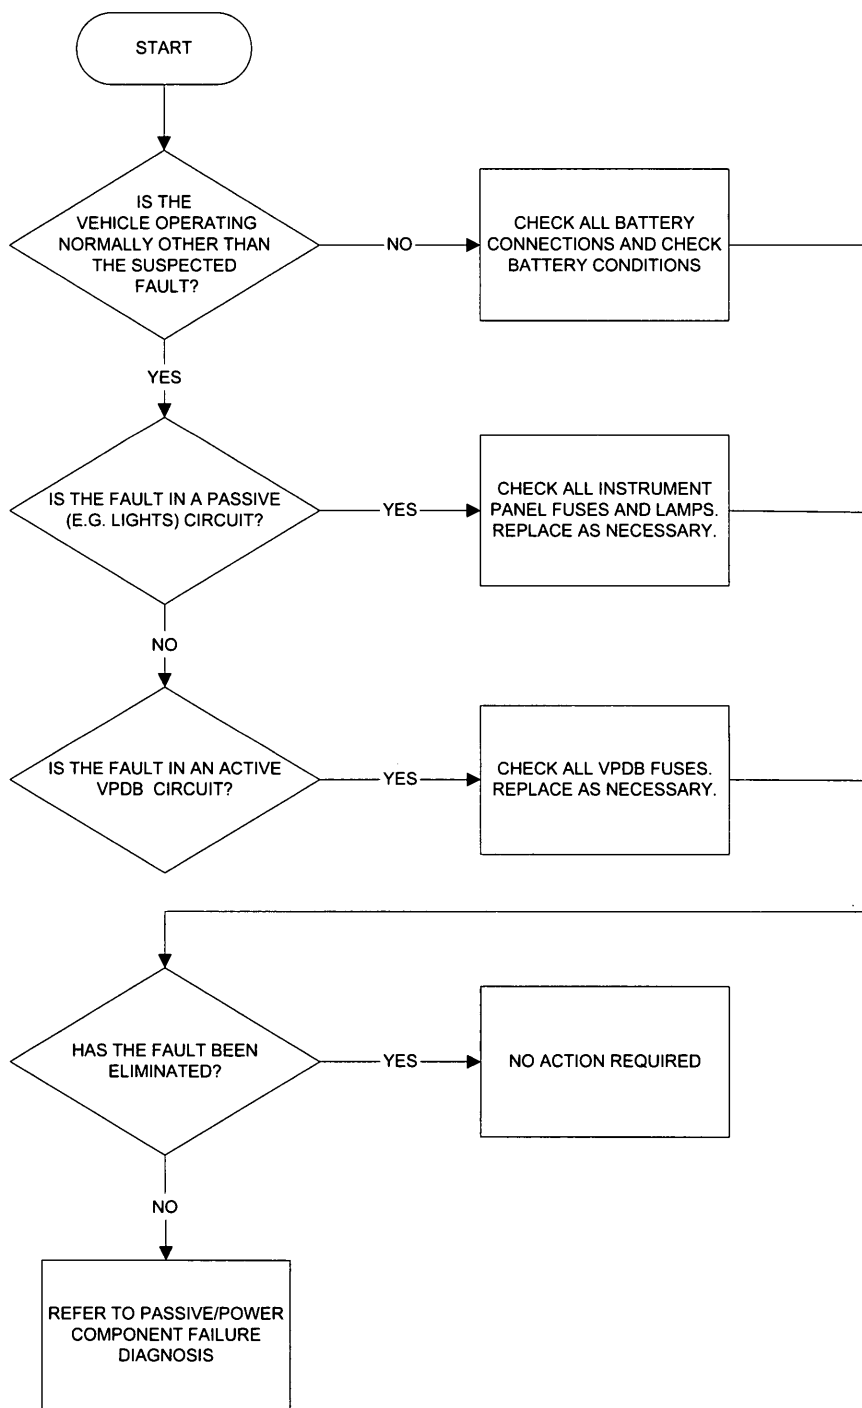 START
IS THE
VEHICLE OPERATING
NORMALLY OTHER THAN
THE SUSPECTED
FAULT?
NO
CHECK ALL BATTERY
CONNECTIONS AND CHECK
BATTERY CONDITIONS
YES
IS THE FAULT IN A PASSIVE
(E.G. LIGHTS) CIRCUIT?
YES
CHECK ALL INSTRUMENT
PANEL FUSES AND LAMPS.
REPLACE AS NECESSARY.
NO
IS THE FAULT IN AN ACTIVE
VPDB CIRCUIT?
YES
CHECK ALL VPDB FUSES.
REPLACE AS NECESSARY.
HAS THE FAULT BEEN
ELIMINATED?
YES
NO ACTION REQUIRED
NO
REFER TO PASSIVE/POWER
COMPONENT FAILURE
DIAGNOSIS